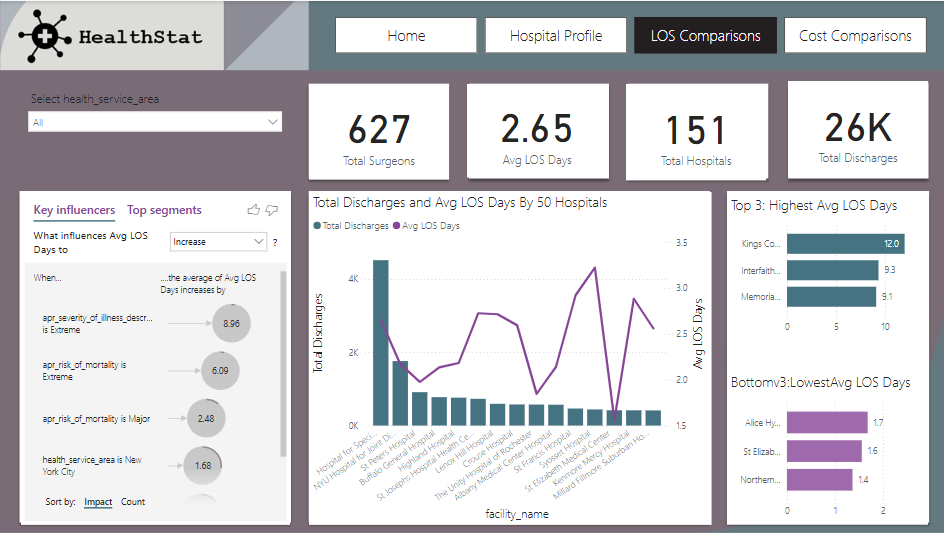 HealthStat
Home
Hospital Profile
LOS Comparisons
Cost Comparisons
Select health_service_area
All
627
Total Surgeons
2.65
Avg LOS Days
151
Total Hospitals
26K
Total Discharges
Key influencers
Top segments
What influences Avg LOS
Days to
Increase
?
When...
....the average of Avg LOS
Days increases by
apr_severity_of_illness_descr...
is Extreme
8.96
apr_risk_of_mortality is
Extreme
6.09
apr_risk_of_mortality is Major
2.48
health_service_area is New
York City
1.68
Sort by:
Impact
Count
Total Discharges and Avg LOS Days By 50 Hospitals
Total Discharges
Avg LOS Days
Total Discharges
4K
2K
0K
3.5
3.0
2.5
2.0
1.5
Avg LOS Days
Hospital for Speci...
NYU Hospital for Joint Di...
St Peters Hospital
Buffalo General Hospital
Highland Hospital
St Josephs Hospital Health Ce...
Lenox Hill Hospital
Crouse Hospital
The Unity Hospital of Rochester
Albany Medical Center Hospital
St Francis Hospital
Syosset Hospital
St Elizabeth Medical Center
Kenmore Mercy Hospital
Millard Fillmore Suburban Ho...
facility_name
Top 3: Highest Avg LOS Days
Kings Co...
12.0
Interfaith...
9.3
Memoria...
9.1
0
5
10
Bottomv3:LowestAvg LOS Days
Alice Hy...
1.7
St Elizab...
1.6
Northern...
1.4
0
1
2